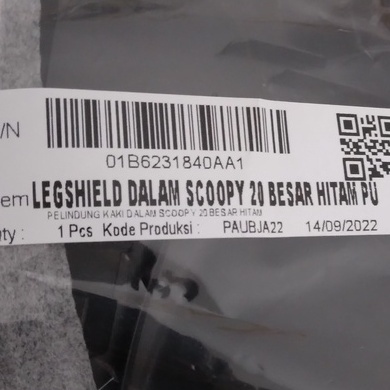 /N
01B6231840AA1
em LEGSHIELD DALAM SCOOPY 20 BESAR HITAM PU
PELINDUNG KAKI DALAM SCOOPY 20 BESAR HITAM
ty : 1 Pcs Kode Produksi : PAUBJA22 14/09/2022